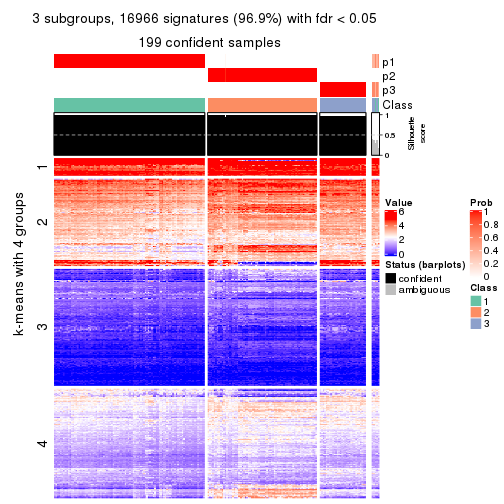 3 subgroups, 16966 signatures (96.9%) with fdr < 0.05
199 confident samples
p1
p2
p3
Class
1
0.5
0
Silhouette
score
k-means with 4 groups
1
2
3
4
Value
6
4
2
0
Status (barplots)
confident
ambiguous
Prob
1
0.8
0.6
0.4
0.2
0
Class
1
2
3